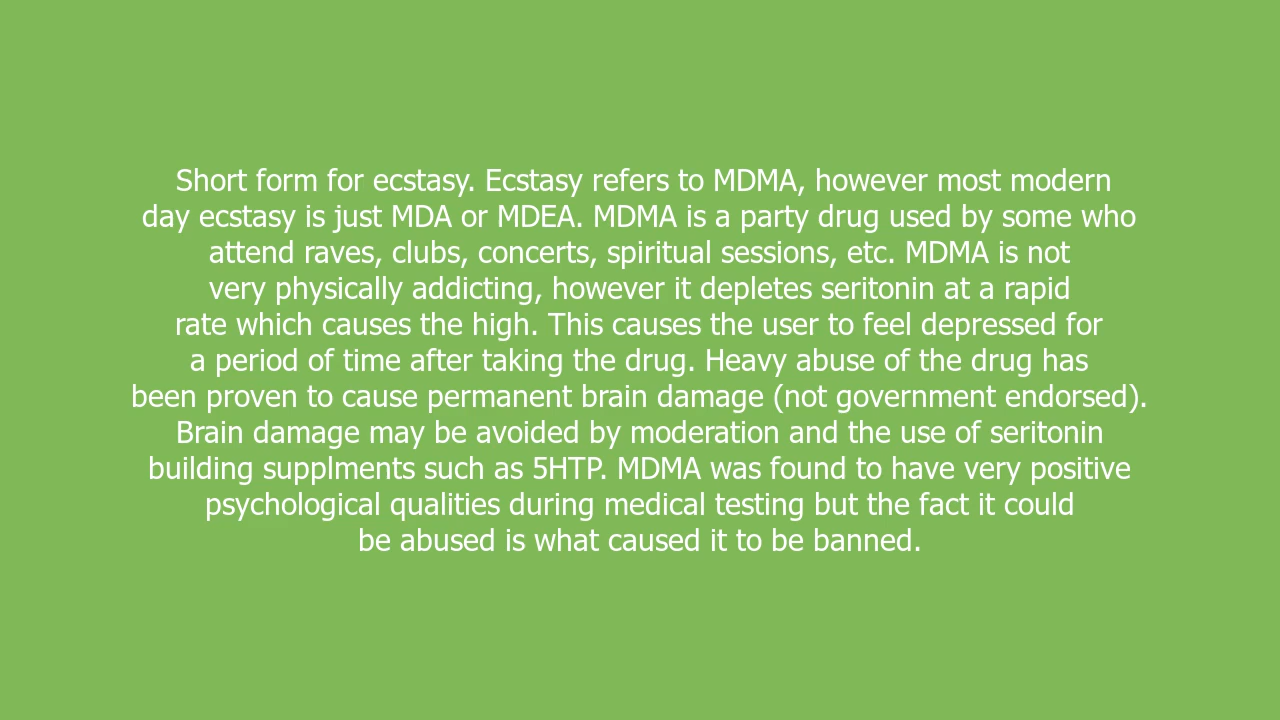 Short form for ecstasy. Ecstasy refers to MDMA, however most modern
day ecstasy is just MDA or MDEA. MDMA is a party drug used by some who
attend raves, clubs, concerts, spiritual sessions, etc. MDMA is not
very physically addicting, however it depletes seritonin at a rapid
rate which causes the high. This causes the user to feel depressed for
a period of time after taking the drug. Heavy abuse of the drug has
been proven to cause permanent brain damage (not government endorsed).
Brain damage may be avoided by moderation and the use of seritonin
building supplments such as 5HTP. MDMA was found to have very positive
psychological qualities during medical testing but the fact it could
be abused is what caused it to be banned.